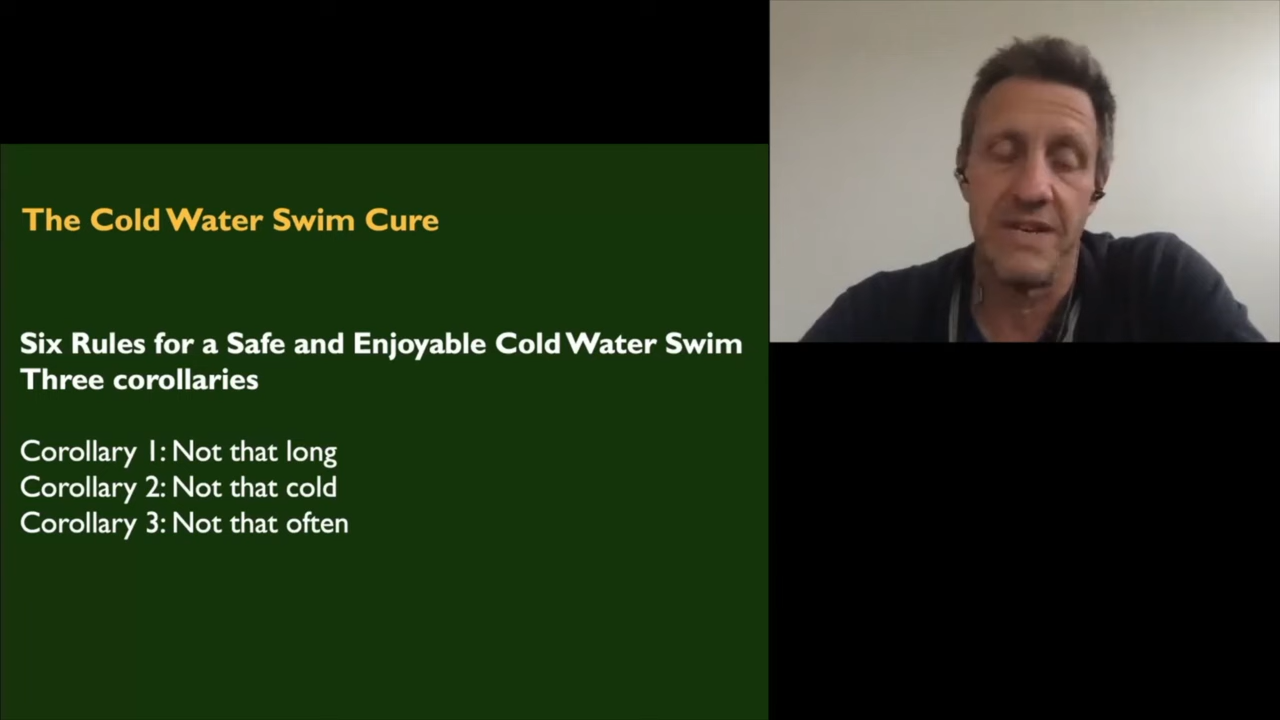 The Cold Water Swim Cure
Six Rules for a Safe and Enjoyable Cold Water Swim
Three corollaries
Corollary 1: Not that long
Corollary 2: Not that cold
Corollary 3: Not that often